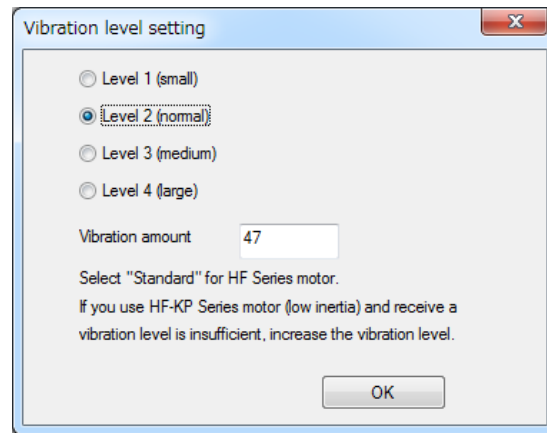 Vibration level setting
Level 1 (small)
Level 2 (normal)
Level 3 (medium)
Level 4 (large)
Vibration amount 47
Select "Standard" for HF Series motor.
If you use HF-KP Series motor (low inertia) and receive a
vibration level is insufficient, increase the vibration level.
OK